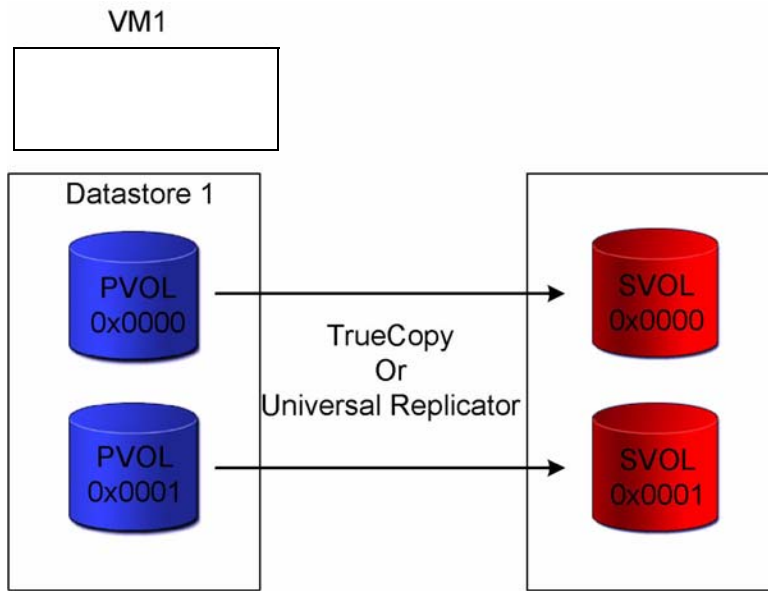 VM1
Datastore 1
PVOL
0x0000
SVOL
0x0000
TrueCopy
Or
Universal Replicator
PVOL
0x0001
SVOL
0x0001